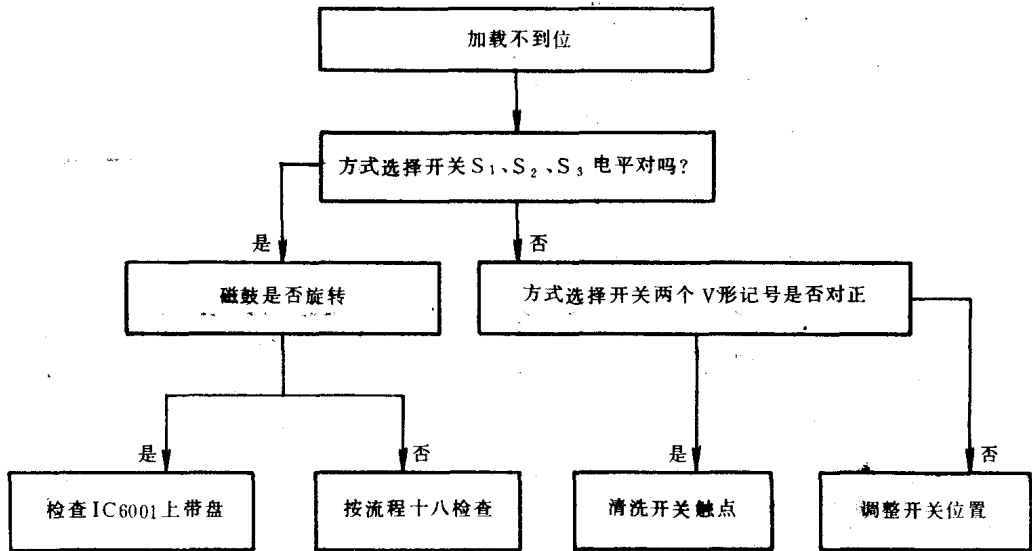 加载不到位
方式选择开关S₁、S₂、S₃电平对吗?
是
否
磁鼓是否旋转
方式选择开关两个V形记号是否对正
是
否
是
否
检查IC6001上带盘
按流程十八检查
清洗开关触点
调整开关位置